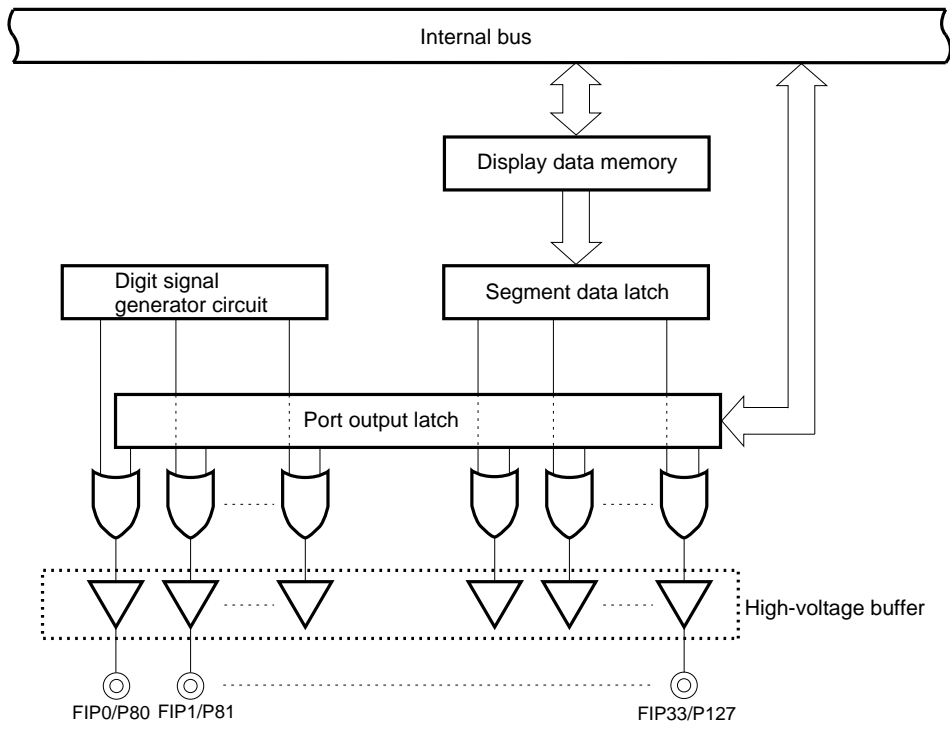 Internal bus
Display data memory
Digit signal
generator circuit
Segment data latch
Port output latch
High-voltage buffer
FIP0/P80
FIP1/P81
FIP33/P127